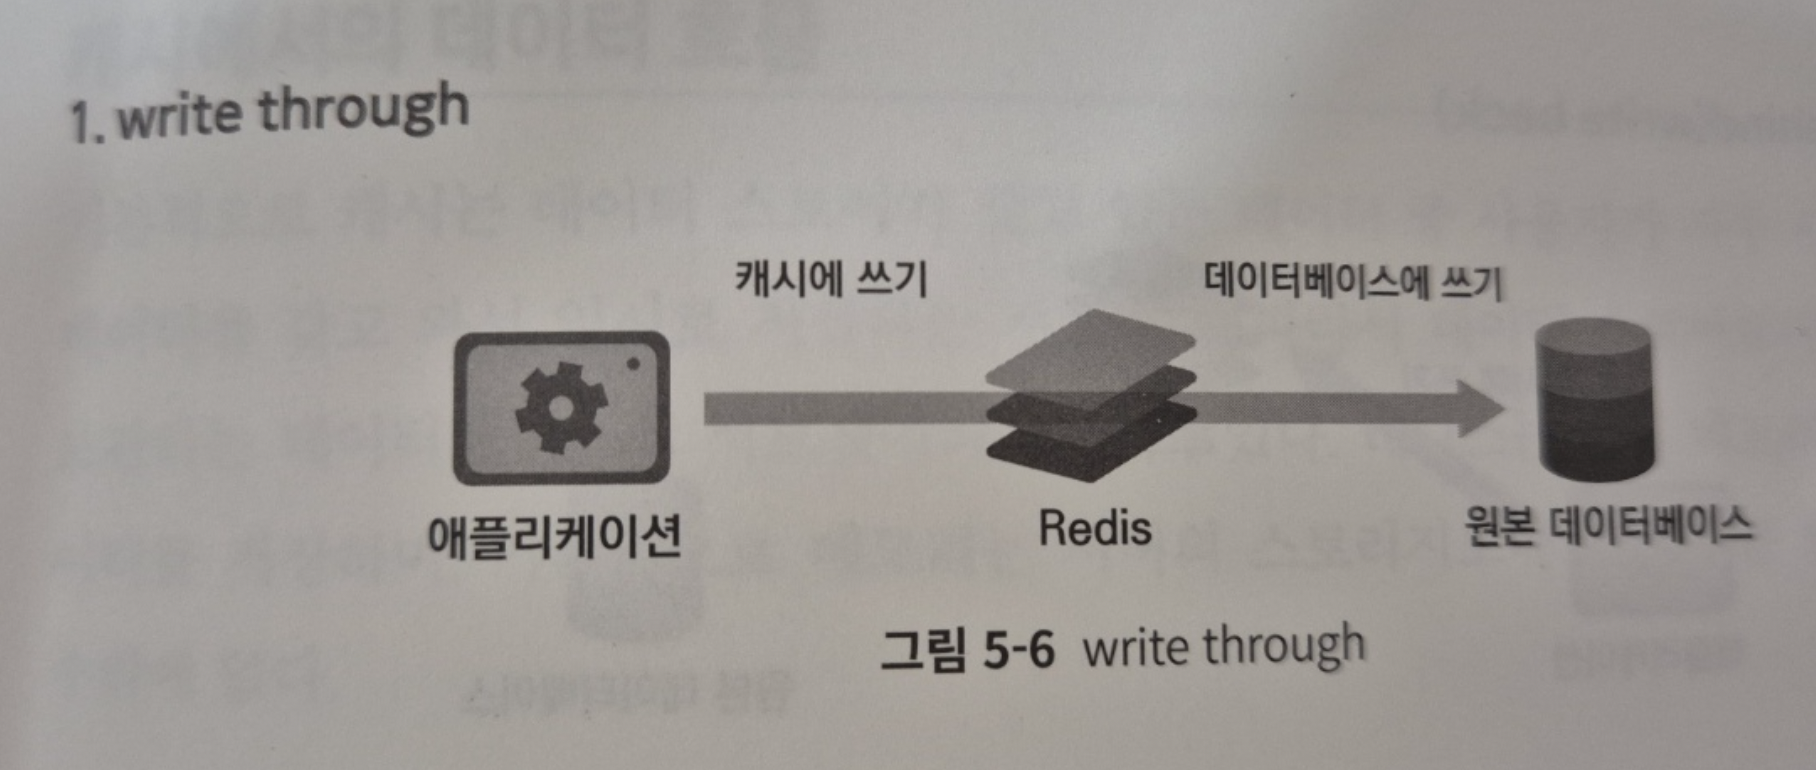 1. write through
캐시에 쓰기
데이터베이스에 쓰기
애플리케이션
Redis
원본 데이터베이스
그림 5-6 write through